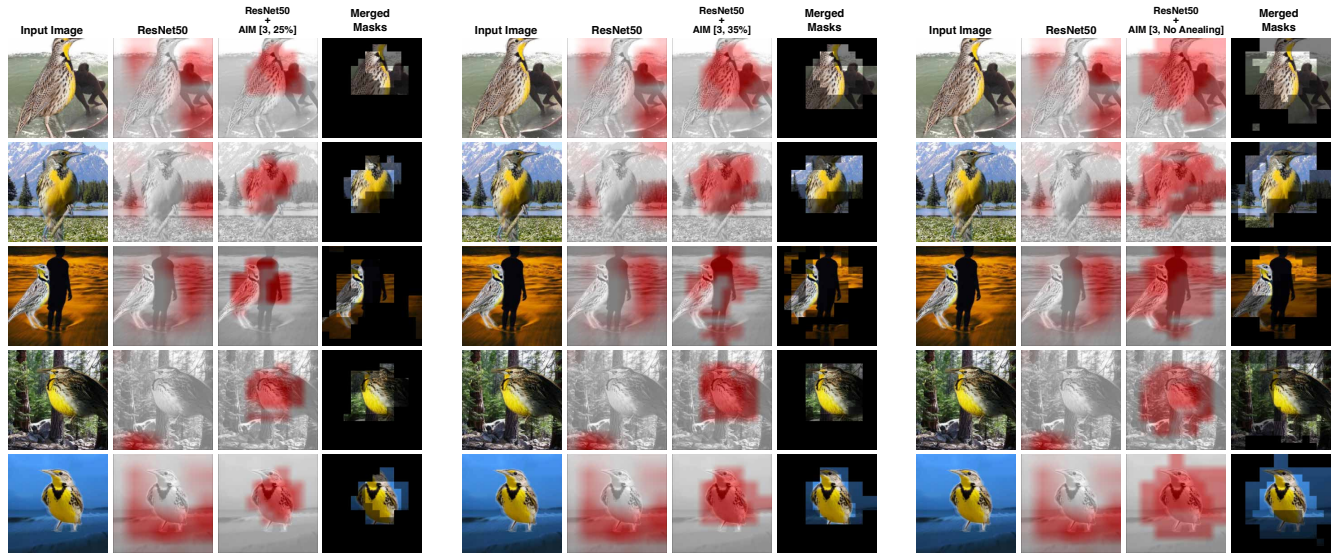 Input Image
ResNet50
ResNet50
+
AIM [3, 25%]
Merged
Masks
Input Image
ResNet50
ResNet50
+
AIM [3, 35%]
Merged
Masks
Input Image
ResNet50
ResNet50
+
AIM [3, No Anealing]
Merged
Masks